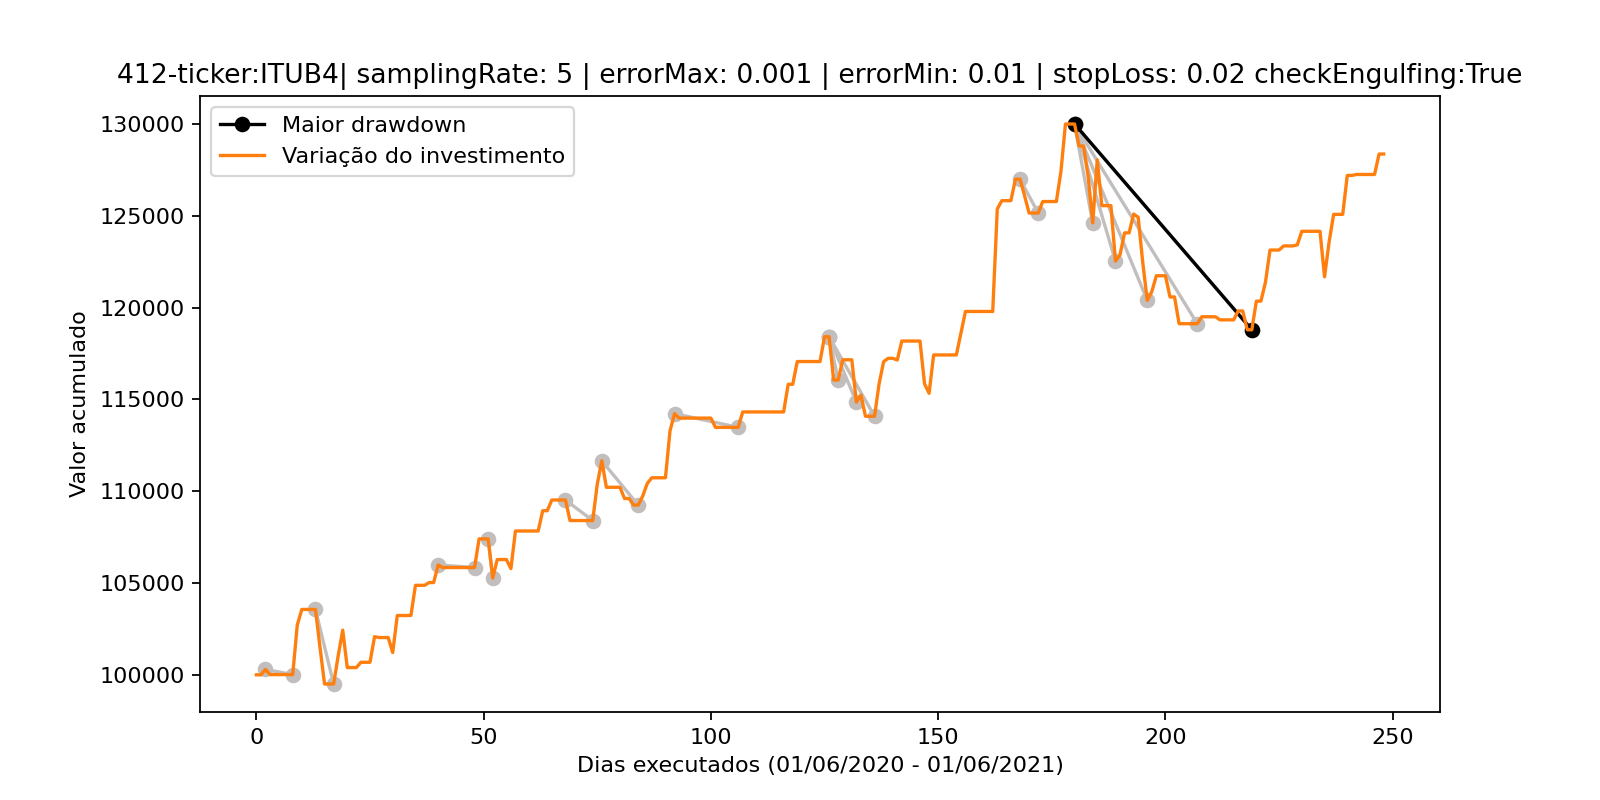 412-ticker:ITUB4| samplingRate: 5 | errorMax: 0.001 | errorMin: 0.01 | stopLoss: 0.02 checkEngulfing:True
Maior drawdown
Variação do investimento
130000
125000
120000
115000
110000
105000
100000
Valor acumulado
0 50 100 150 200 250
Dias executados (01/06/2020 - 01/06/2021)